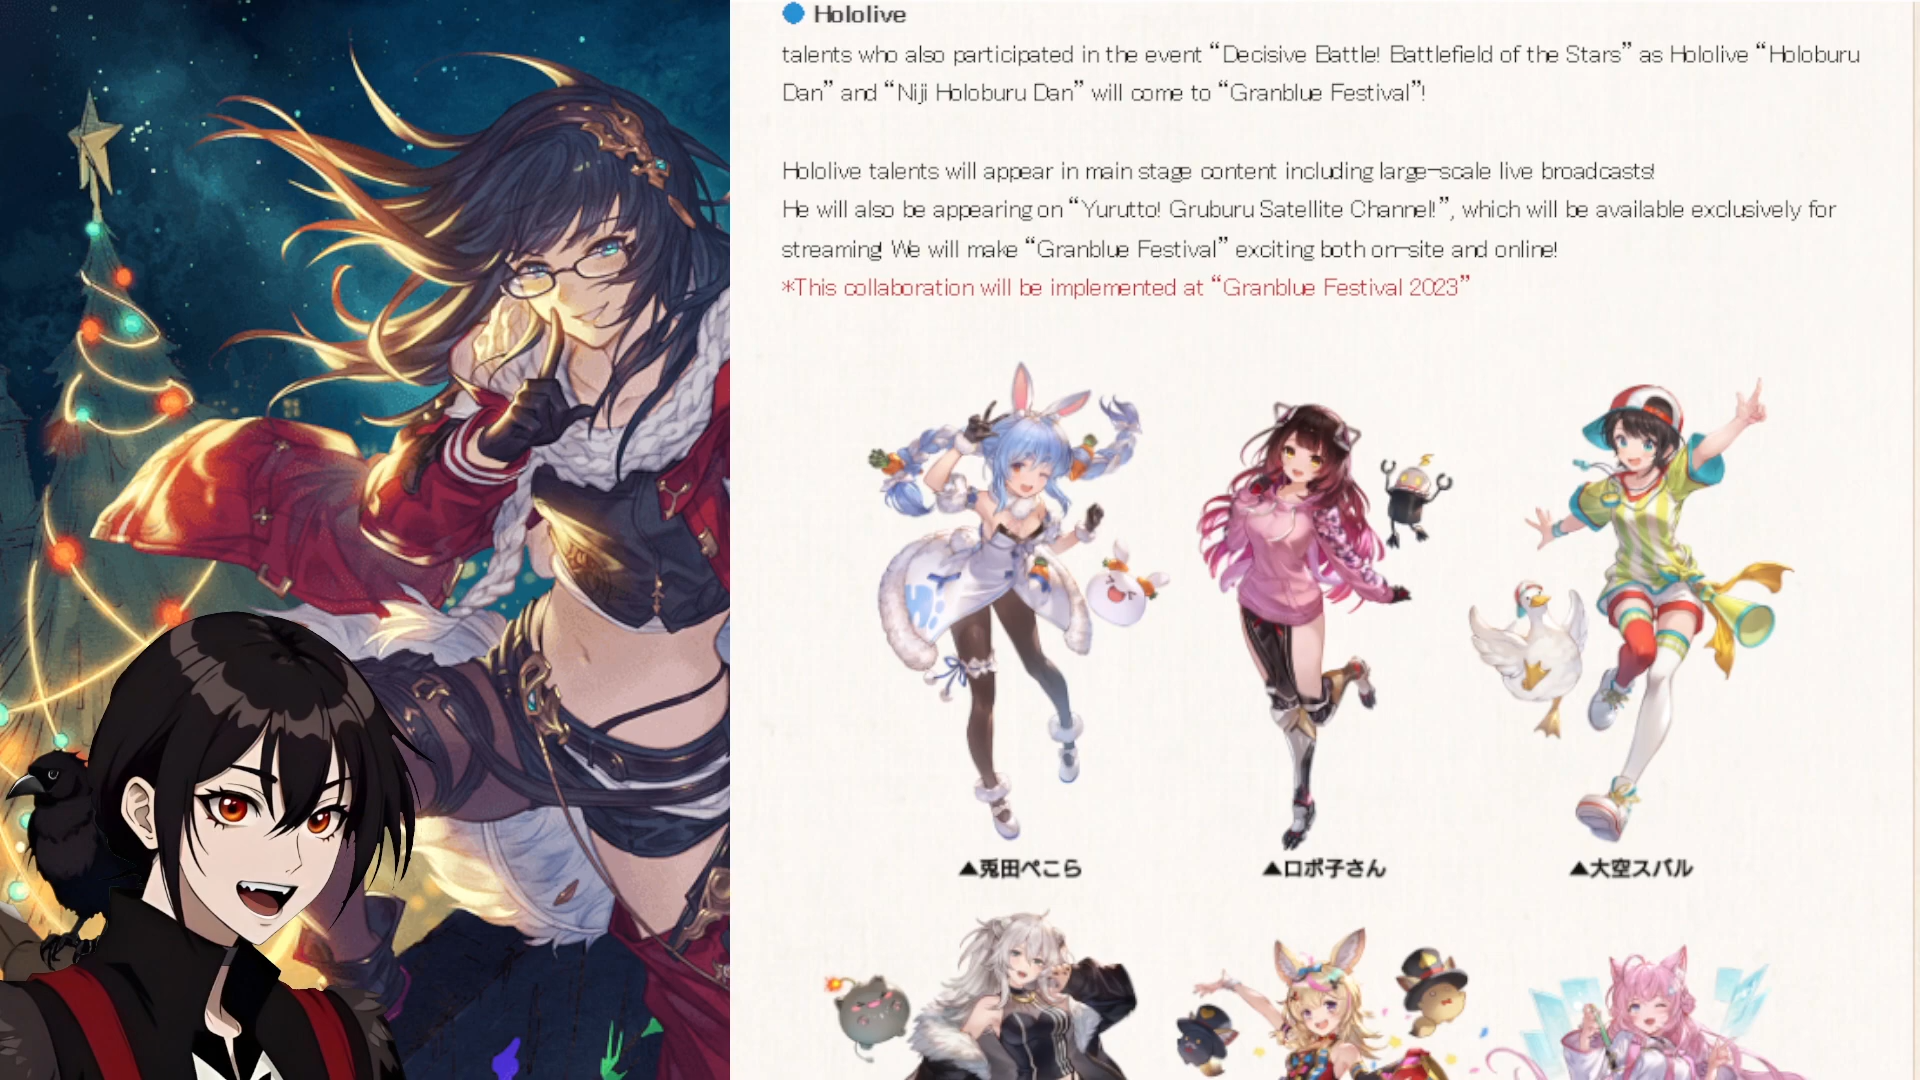 Hololive
talents who also participated in the event “Decisive Battle! Battlefield of the Stars” as Hololive “Holoburu
Dan” and “Niji Holoburu Dan” will come to “Granblue Festival”!
Hololive talents will appear in main stage content including large-scale live broadcasts!
He will also be appearing on “Yurutto! Gruburu Satellite Channel!”, which will be available exclusively for
streaming! We will make “Granblue Festival” exciting both on-site and online!
*This collaboration will be implemented at “Granblue Festival 2023”
▲兎田ぺこら
▲ロボ子さん
▲大空スバル